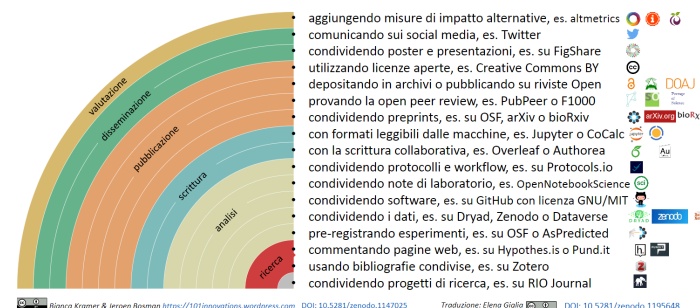 aggiungendo misure di impatto alternative, es. altmetrics
comunicando sui social media, es. Twitter
condividendo poster e presentazioni, es. su FigShare
utilizzando licenze aperte, es. Creative Commons BY
depositando in archivi o pubblicando su riviste Open
DOAJ
provando la open peer review, es. PubPeer o F1000
condividendo preprints, es. su OSF, arXiv o bioRxiv
arXiv.org bioRx
con formati leggibili dalle macchine, es. Jupyter o CoCalc
con la scrittura collaborativa, es. Overleaf o Authorea
Au
condividendo protocolli e workflow, es. su Protocols.io
condividendo note di laboratorio, es. OpenNotebookScience
condividendo software, es. su GitHub con licenza GNU/MIT
condividendo i dati, es. su Dryad, Zenodo o Dataverse
DRYAD zenodo
pre-registrando esperimenti, es. su OSF o AsPredicted
commentando pagine web, es. su Hypothes.is o Pund.it
usando bibliografie condivise, es. su Zotero
condividendo progetti di ricerca, es. su RIO Journal
valutazione
disseminazione
pubblicazione
scrittura
analisi
ricerca
Bianca Kramer & Jeroen Bosman https://101innovations.wordpress.com DOI: 10.5281/zenodo.1147025
Traduzione: Elena Giglia DOI: 10.5281/zenodo.1195648